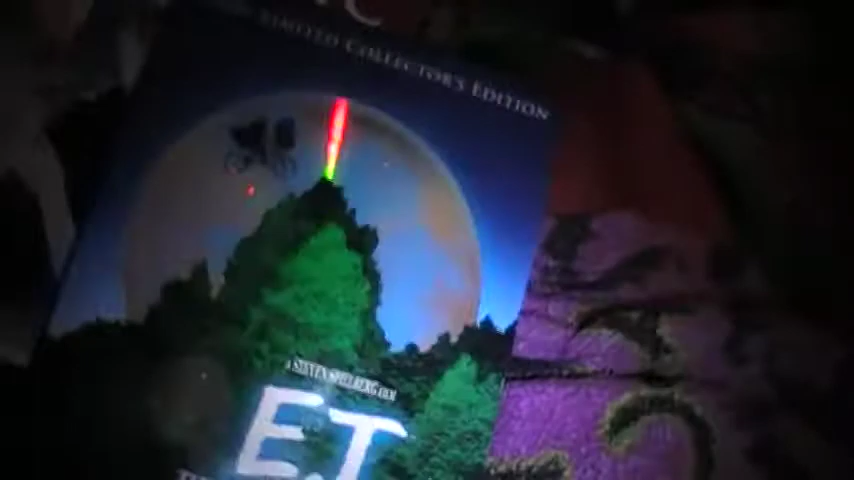 LIMITED COLLECTOR'S EDITION
A STEVEN SPIELBERG FILM
E.T.